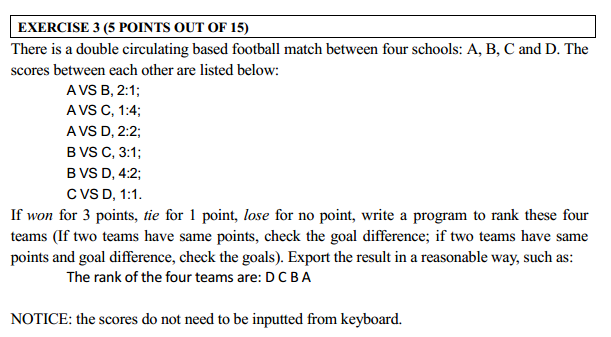 EXERCISE 3 (5 POINTS OUT OF 15)
There is a double circulating based football match between four schools: A, B, C and D. The
scores between each other are listed below:
A VS B, 2:1;
A VS C, 1:4;
A VS D, 2:2;
B VS C, 3:1;
B VS D, 4:2;
C VS D, 1:1.
If won for 3 points, tie for 1 point, lose for no point, write a program to rank these four
teams (If two teams have same points, check the goal difference; if two teams have same
points and goal difference, check the goals). Export the result in a reasonable way, such as:
The rank of the four teams are: D C B A
NOTICE: the scores do not need to be inputted from keyboard.